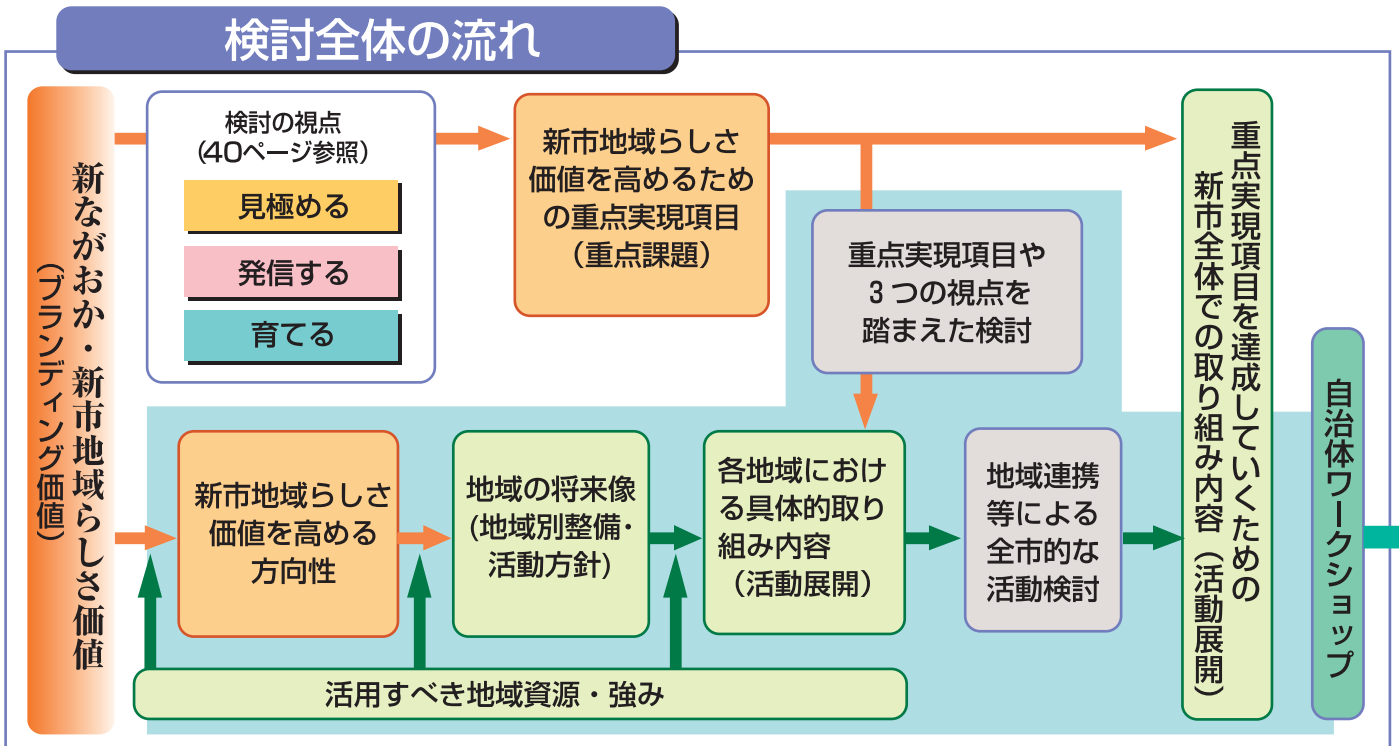 検討全体の流れ
新ながおか・新市地域らしさ価値
（ブランディング価値）
検討の視点
（40ページ参照）
見極める
発信する
育てる
新市地域らしさ
価値を高めるため
の重点実現項目
（重点課題）
重点実現項目や
3つの視点を
踏まえた検討
新市地域らしさ
価値を高める
方向性
地域の将来像
(地域別整備・
活動方針)
各地域におけ
る具体的取り
組み内容
（活動展開）
地域連携
等による
全市的な
活動検討
活用すべき地域資源・強み
重点実現項目を達成していくための
新市全体での取り組み内容（活動展開）
自治体ワークショップ